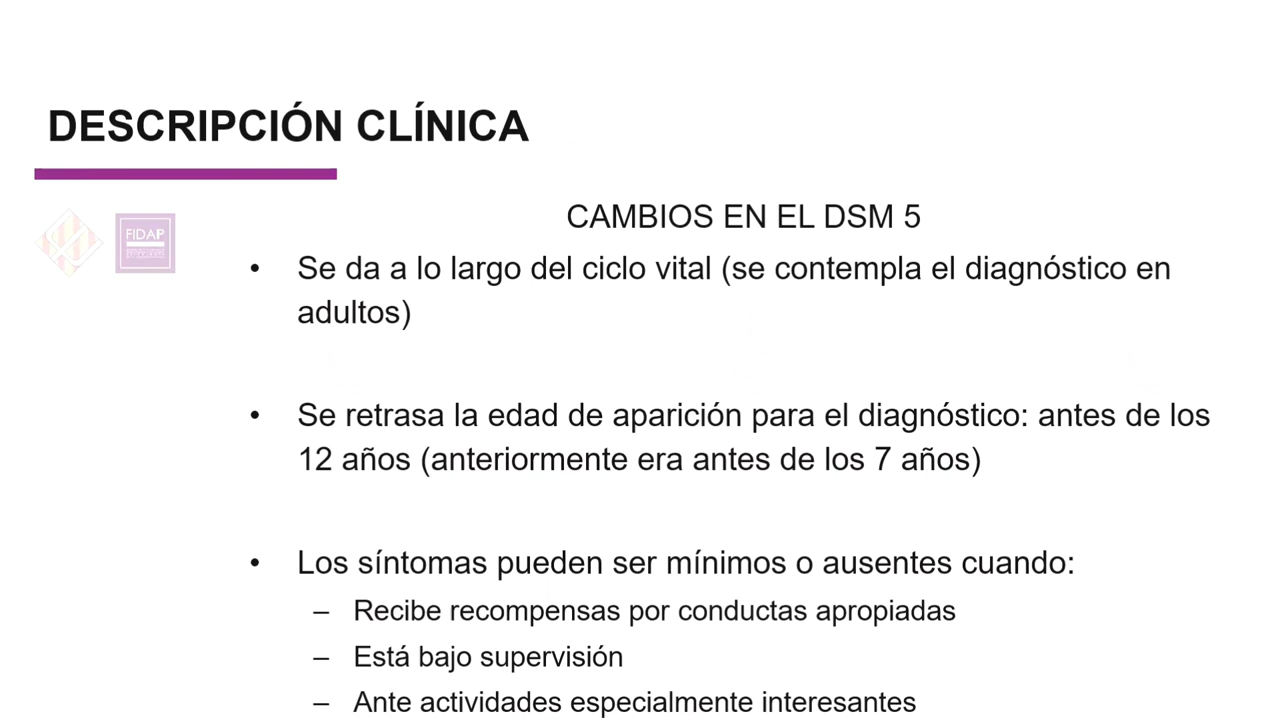 DESCRIPCIÓN CLÍNICA
FIDAP
CAMBIOS EN EL DSM 5
• Se da a lo largo del ciclo vital (se contempla el diagnóstico en
adultos)
• Se retrasa la edad de aparición para el diagnóstico: antes de los
12 años (anteriormente era antes de los 7 años)
• Los síntomas pueden ser mínimos o ausentes cuando:
– Recibe recompensas por conductas apropiadas
– Está bajo supervisión
– Ante actividades especialmente interesantes